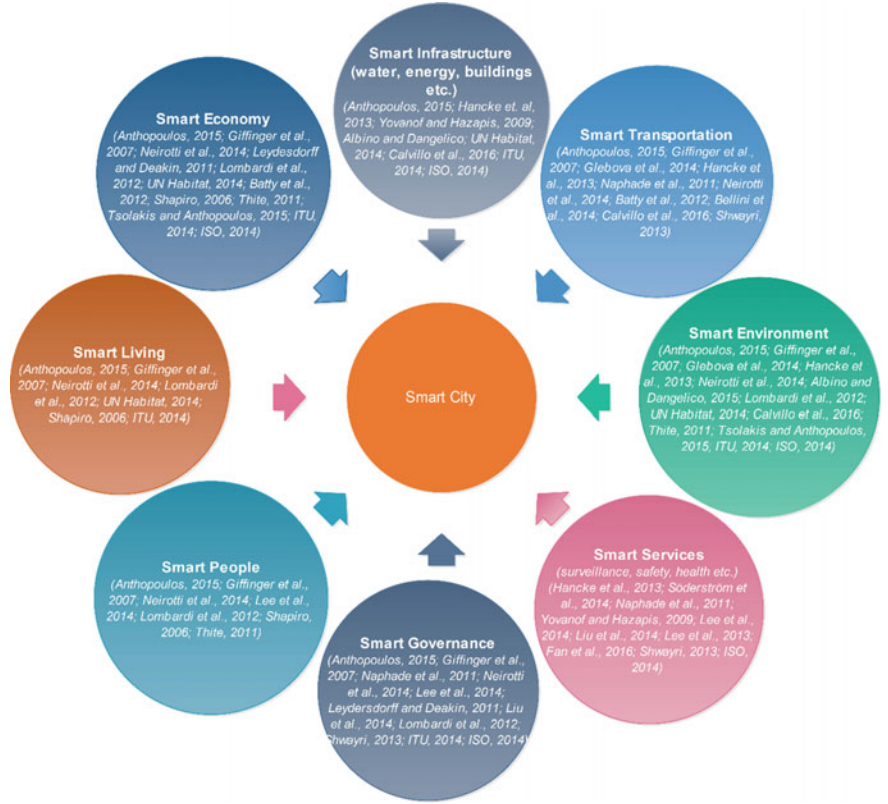 Smart Infrastructure
(water, energy, buildings
etc.)
(Anthopoulos, 2015; Hancke et. al,
2013; Yovanof and Hazapis, 2009;
Albino and Dangelico; UN Habitat,
2014; Calvillo et al., 2016; ITU,
2014; ISO, 2014)
Smart Economy
(Anthopoulos, 2015; Giffinger et al.,
2007; Neirotti et al., 2014; Leydesdorff
and Deakin, 2011; Lombardi et al.,
2012; UN Habitat, 2014; Batty et al.,
2012, Shapiro, 2006; Thite, 2011;
Tsolakis and Anthopoulos, 2015; ITU,
2014; ISO, 2014)
Smart Transportation
(Anthopoulos, 2015, Giffinger et al.,
2007; Glebova et al., 2014; Hancke et
al., 2013; Naphade et al., 2011; Neirotti
et al., 2014; Batty et al., 2012; Bellini et
al., 2014; Calvillo et al., 2016; Shwayri,
2013)
Smart Living
(Anthopoulos, 2015; Giffinger et al.,
2007; Neirotti et al., 2014; Lombardi
et al., 2012; UN Habitat, 2014;
Shapiro, 2006; ITU, 2014)
Smart City
Smart Environment
(Anthopoulos, 2015; Giffinger et al.,
2007, Glebova et al., 2014; Hancke et
al., 2013; Neirotti et al., 2014; Albino and
Dangelico, 2015; Lombardi et al., 2012;
UN Habitat, 2014; Calvillo et al., 2016;
Thite, 2011; Tsolakis and Anthopoulos,
2015, ITU, 2014; ISO, 2014)
Smart People
(Anthopoulos, 2015; Giffinger et al.,
2007; Neirotti et al., 2014; Lee et al.,
2014; Lombardi et al., 2012; Shapiro,
2006; Thite, 2011)
Smart Governance
(Anthopoulos, 2015, Giffinger et al.,
2007; Naphade et al., 2011; Neirotti
et al., 2014; Lee et al., 2014;
Leydersdorff and Deakin, 2011; Liu
et al., 2014; Lombardi et al., 2012;
Shwayri, 2013; ITU, 2014; ISO, 2014)
Smart Services
(surveillance, safety, health etc.)
(Hancke et al., 2013; Söderström et
al., 2014; Naphade et al., 2011;
Yovanof and Hazapis, 2009; Lee et al.,
2014; Liu et al., 2014; Lee et al., 2013;
Fan et al., 2016; Shwayri, 2013; ISO,
2014)